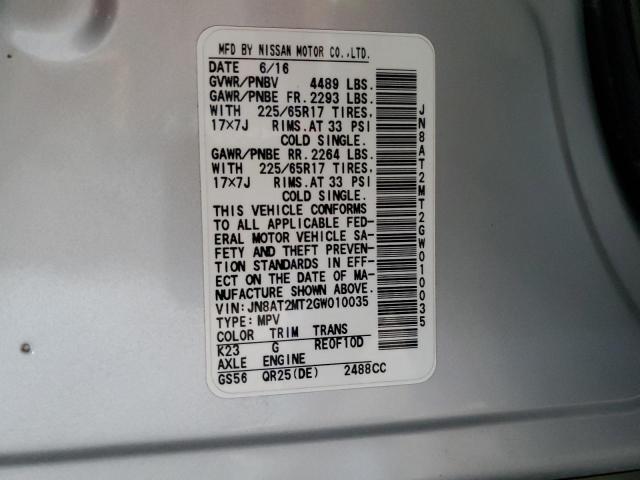 MFD BY NISSAN MOTOR CO.,LTD.
DATE 6/16
GVWR/PNBV 4489 LBS.
GAWR/PNBE FR. 2293 LBS.
WITH 225/65R17 TIRES,
17×7J RIMS.AT 33 PSI
COLD SINGLE.
GAWR/PNBE RR. 2264 LBS.
WITH 225/65R17 TIRES,
17×7J RIMS.AT 33 PSI
COLD SINGLE.
THIS VEHICLE CONFORMS
TO ALL APPLICABLE FED-
ERAL MOTOR VEHICLE SA-
FETY AND THEFT PREVEN-
TION STANDARDS IN EFF-
ECT ON THE DATE OF MA-
NUFACTURE SHOWN ABOVE.
VIN:JN8AT2MT2GW010035
TYPE:MPV
COLOR TRIM TRANS
K23 G RE0F10D
AXLE ENGINE
GS56 QR25(DE) 2488CC
JN8AT2MT2GW010035